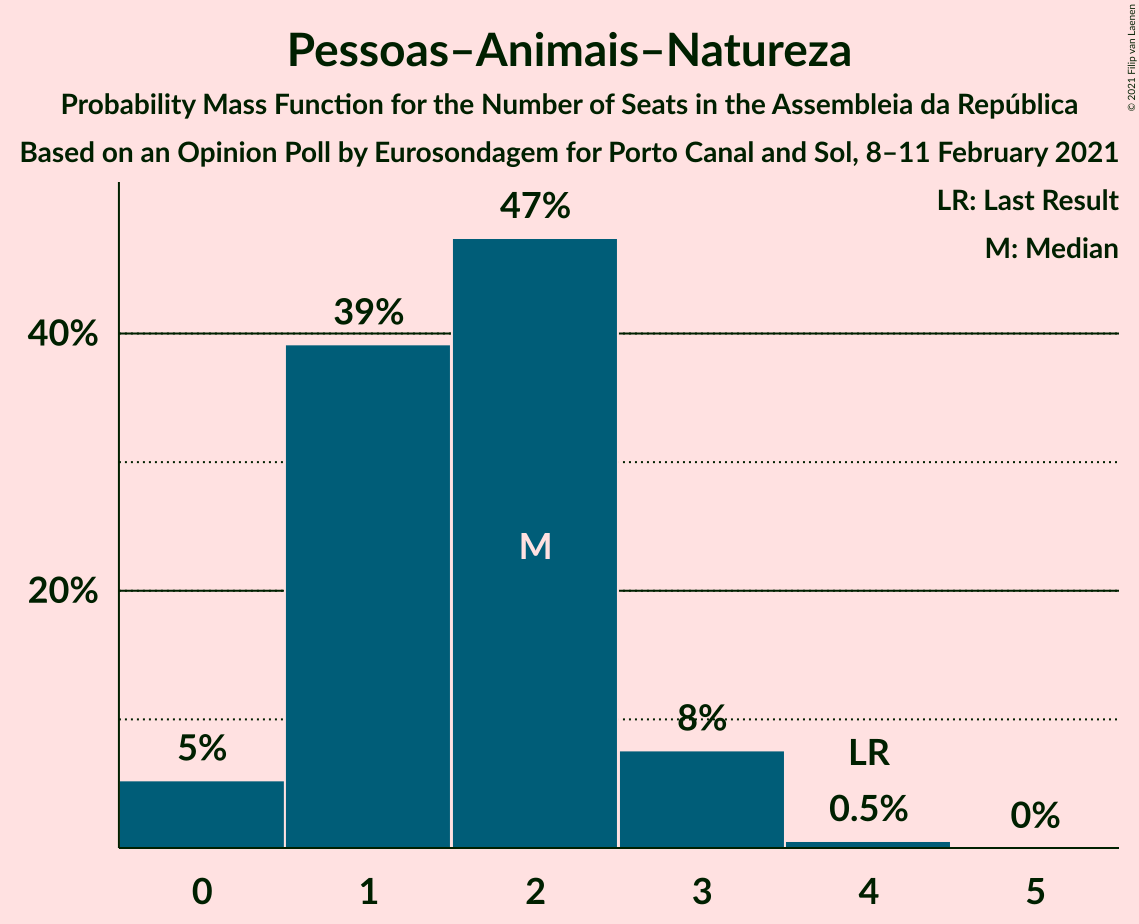 Pessoas–Animais–Natureza
Probability Mass Function for the Number of Seats in the Assembleia da República
Based on an Opinion Poll by Eurosondagem for Porto Canal and Sol, 8–11 February 2021
© 2021 Filip van Laenen
LR: Last Result
M: Median
47%
39%
40%
M
20%
8%
5%
LR
0.5%
0%
0 1 2 3 4 5